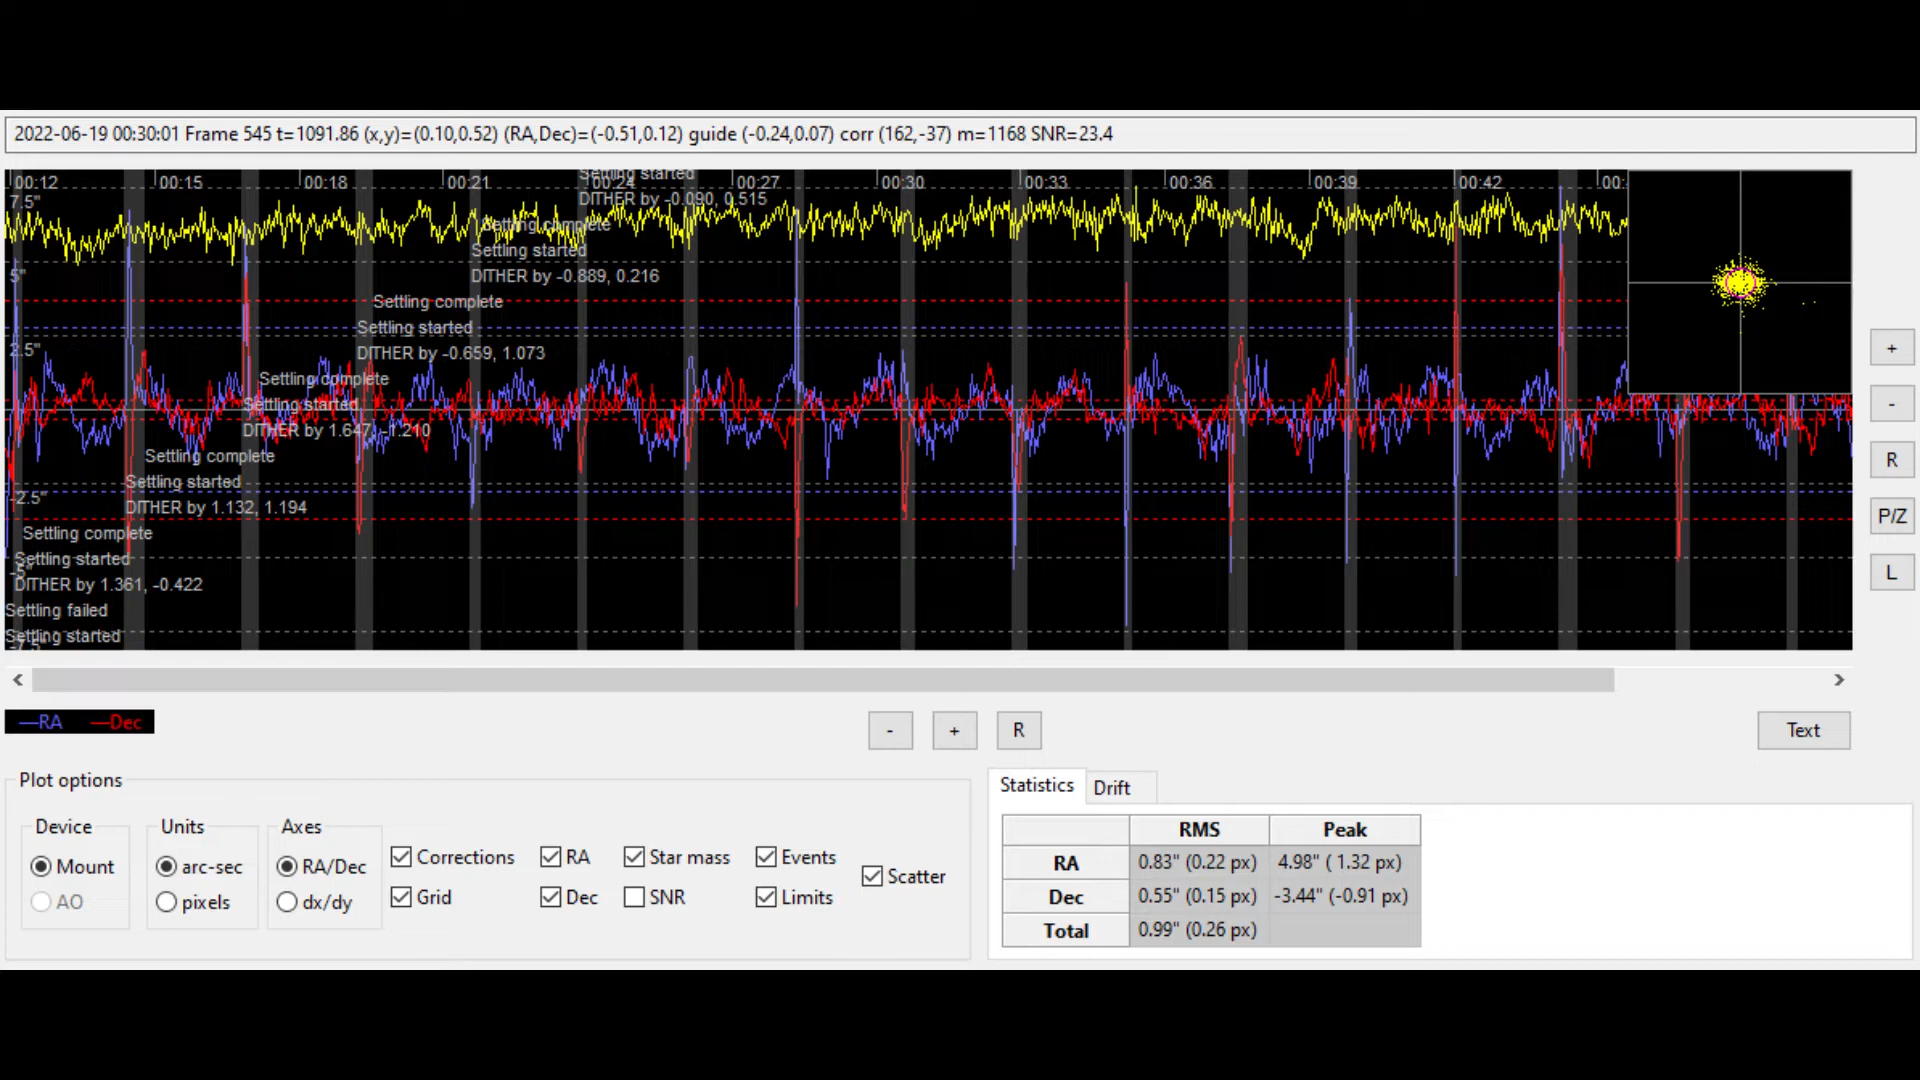 2022-06-19 00:30:01 Frame 545 t=1091.86 (x,y)=(0.10,0.52) (RA,Dec)=(-0.51,0.12) guide (-0.24,0.07) corr (162,-37) m=1168 SNR=23.4
00:12 00:15 00:18 00:21 00:24 00:27 00:30 00:33 00:36 00:39 00:42 00:
Settling started
7.5"
DITHER by -0.090, 0.515
Settling complete
Settling started
5"
DITHER by -0.889, 0.216
Settling complete
Settling started
2.5"
DITHER by -0.659, 1.073
Settling complete
Settling started
DITHER by 1.647, -1.210
Settling complete
Settling started
-2.5"
DITHER by 1.132, 1.194
Settling complete
Settling started
-5"
DITHER by 1.361, -0.422
Settling failed
Settling started
-7.5"
+
-
R
P/Z
L
< >
—RA —Dec
- + R Text
Plot options
Device Units Axes
Mount arc-sec RA/Dec
AO pixels dx/dy
Corrections RA Star mass Events
Grid Dec SNR Limits
Scatter
Statistics Drift
RMS Peak
RA 0.83" (0.22 px) 4.98" ( 1.32 px)
Dec 0.55" (0.15 px) -3.44" (-0.91 px)
Total 0.99" (0.26 px)